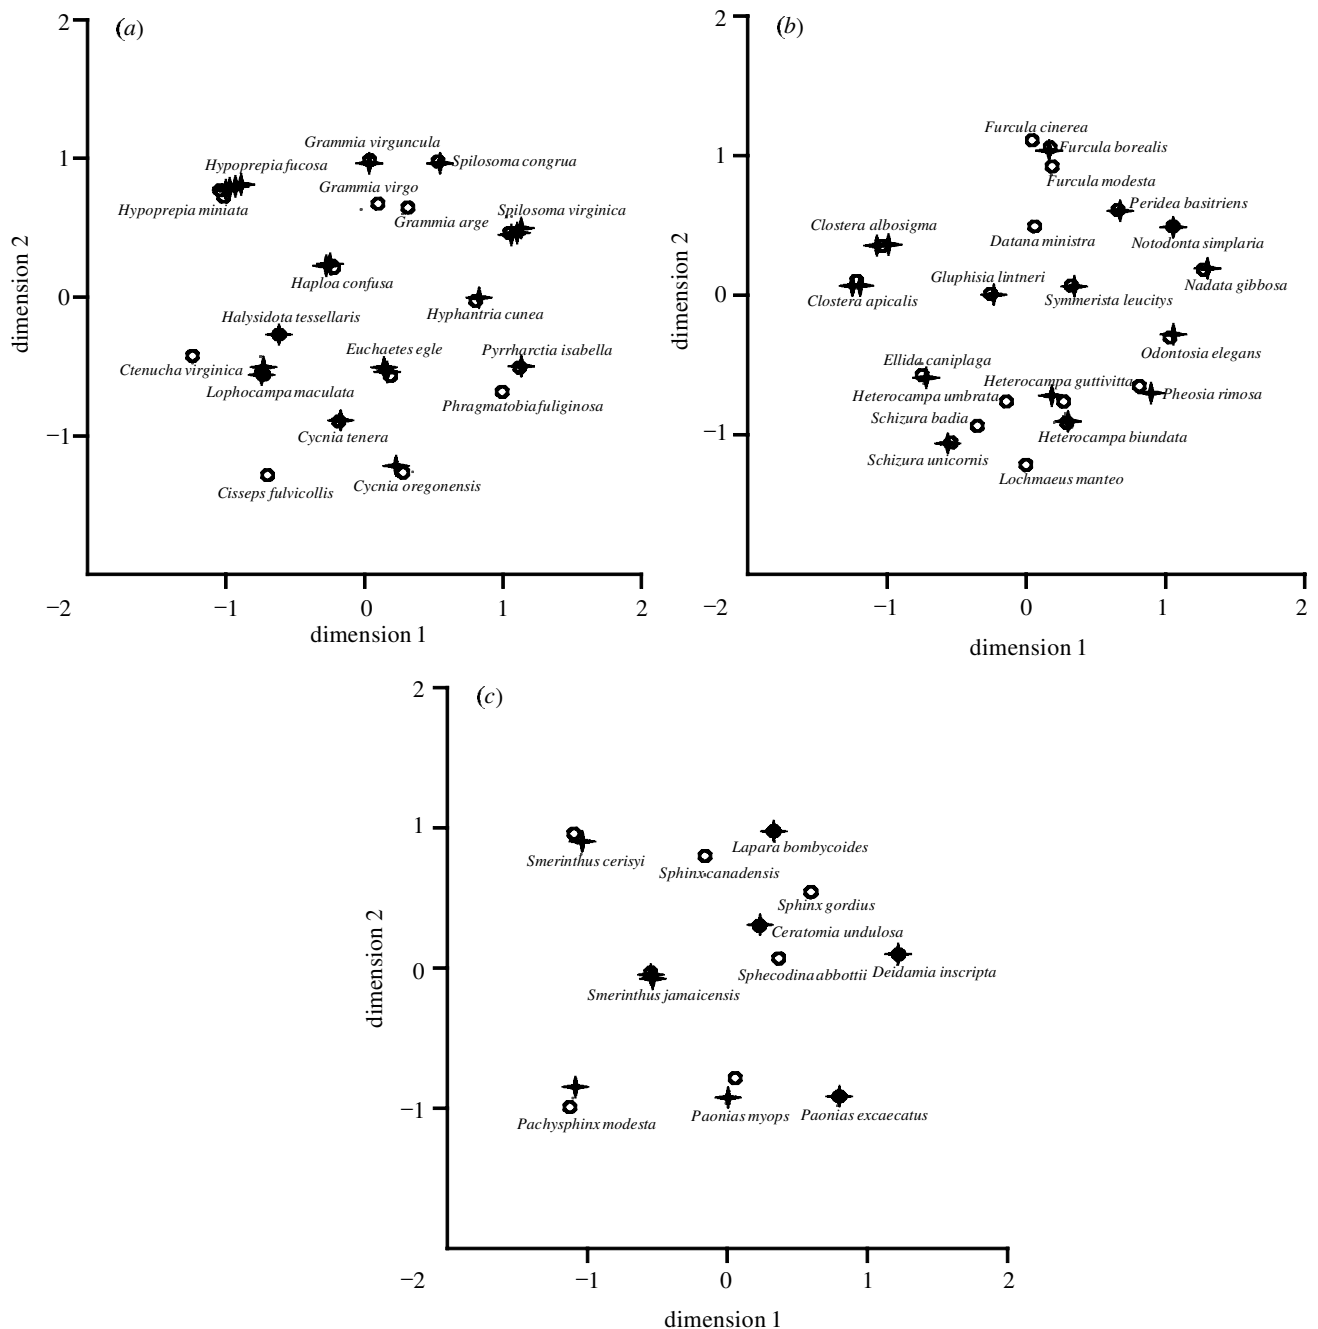 (a)
2
1
0
−1
−2
−1
0
1
2
dimension 1
dimension 2
Grammia virguncula
Hypoprepia fucosa
Spilosoma congrua
Grammia virgo
Hypoprepia miniata
Spilosoma virginica
Grammia arge
Haploa confusa
Hyphantria cunea
Halysidota tessellaris
Euchaetes egle
Pyrrharctia isabella
Ctenucha virginica
Lophocampa maculata
Phragmatobia fuliginosa
Cycnia tenera
Cisseps fulvicollis
Cycnia oregonensis
(b)
2
1
0
−1
−2
−1
0
1
2
dimension 1
dimension 2
Furcula cinerea
Furcula borealis
Furcula modesta
Peridea basitriens
Clostera albosigma
Datana ministra
Notodonta simplaria
Gluphisia lintneri
Nadata gibbosa
Clostera apicalis
Symmerista leucitys
Odontosia elegans
Ellida caniplaga
Heterocampa guttivitta
Heterocampa umbrata
Pheosia rimosa
Schizura badia
Heterocampa biundata
Schizura unicornis
Lochmaeus manteo
(c)
2
1
0
−1
−2
−1
0
1
2
dimension 1
dimension 2
Lapara bombycoides
Smerinthus cerisyi
Sphinx canadensis
Sphinx gordius
Ceratomia undulosa
Sphecodina abbottii
Deidamia inscripta
Smerinthus jamaicensis
Paonias myops
Paonias excaecatus
Pachysphinx modesta